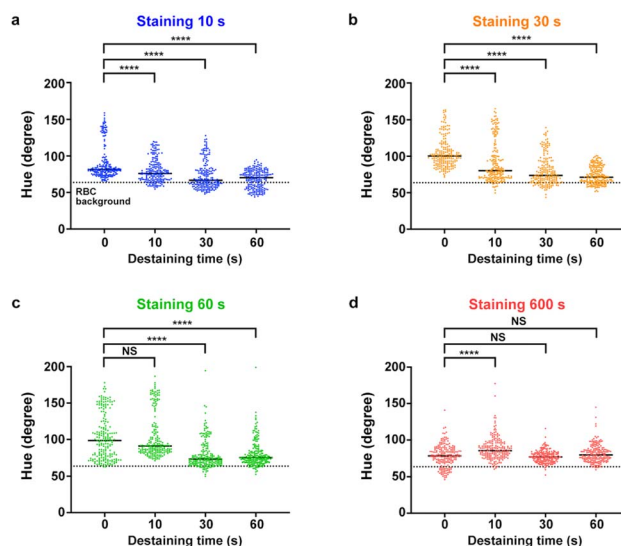 a
Staining 10 s
****
****
****
Hue (degree)
200
150
100
50
0
RBC
background
0 10 30 60
Destaining time (s)
b
Staining 30 s
****
****
****
Hue (degree)
200
150
100
50
0
0 10 30 60
Destaining time (s)
c
Staining 60 s
****
****
NS
Hue (degree)
200
150
100
50
0
0 10 30 60
Destaining time (s)
d
Staining 600 s
NS
NS
****
Hue (degree)
200
150
100
50
0
0 10 30 60
Destaining time (s)